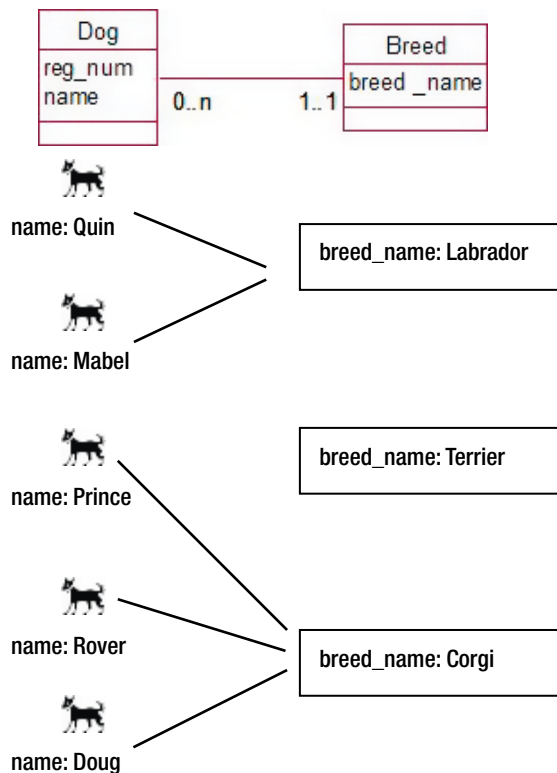 Dog
reg_num
name
0..n
1..1
Breed
breed _name
name: Quin
breed_name: Labrador
name: Mabel
name: Prince
breed_name: Terrier
name: Rover
breed_name: Corgi
name: Doug